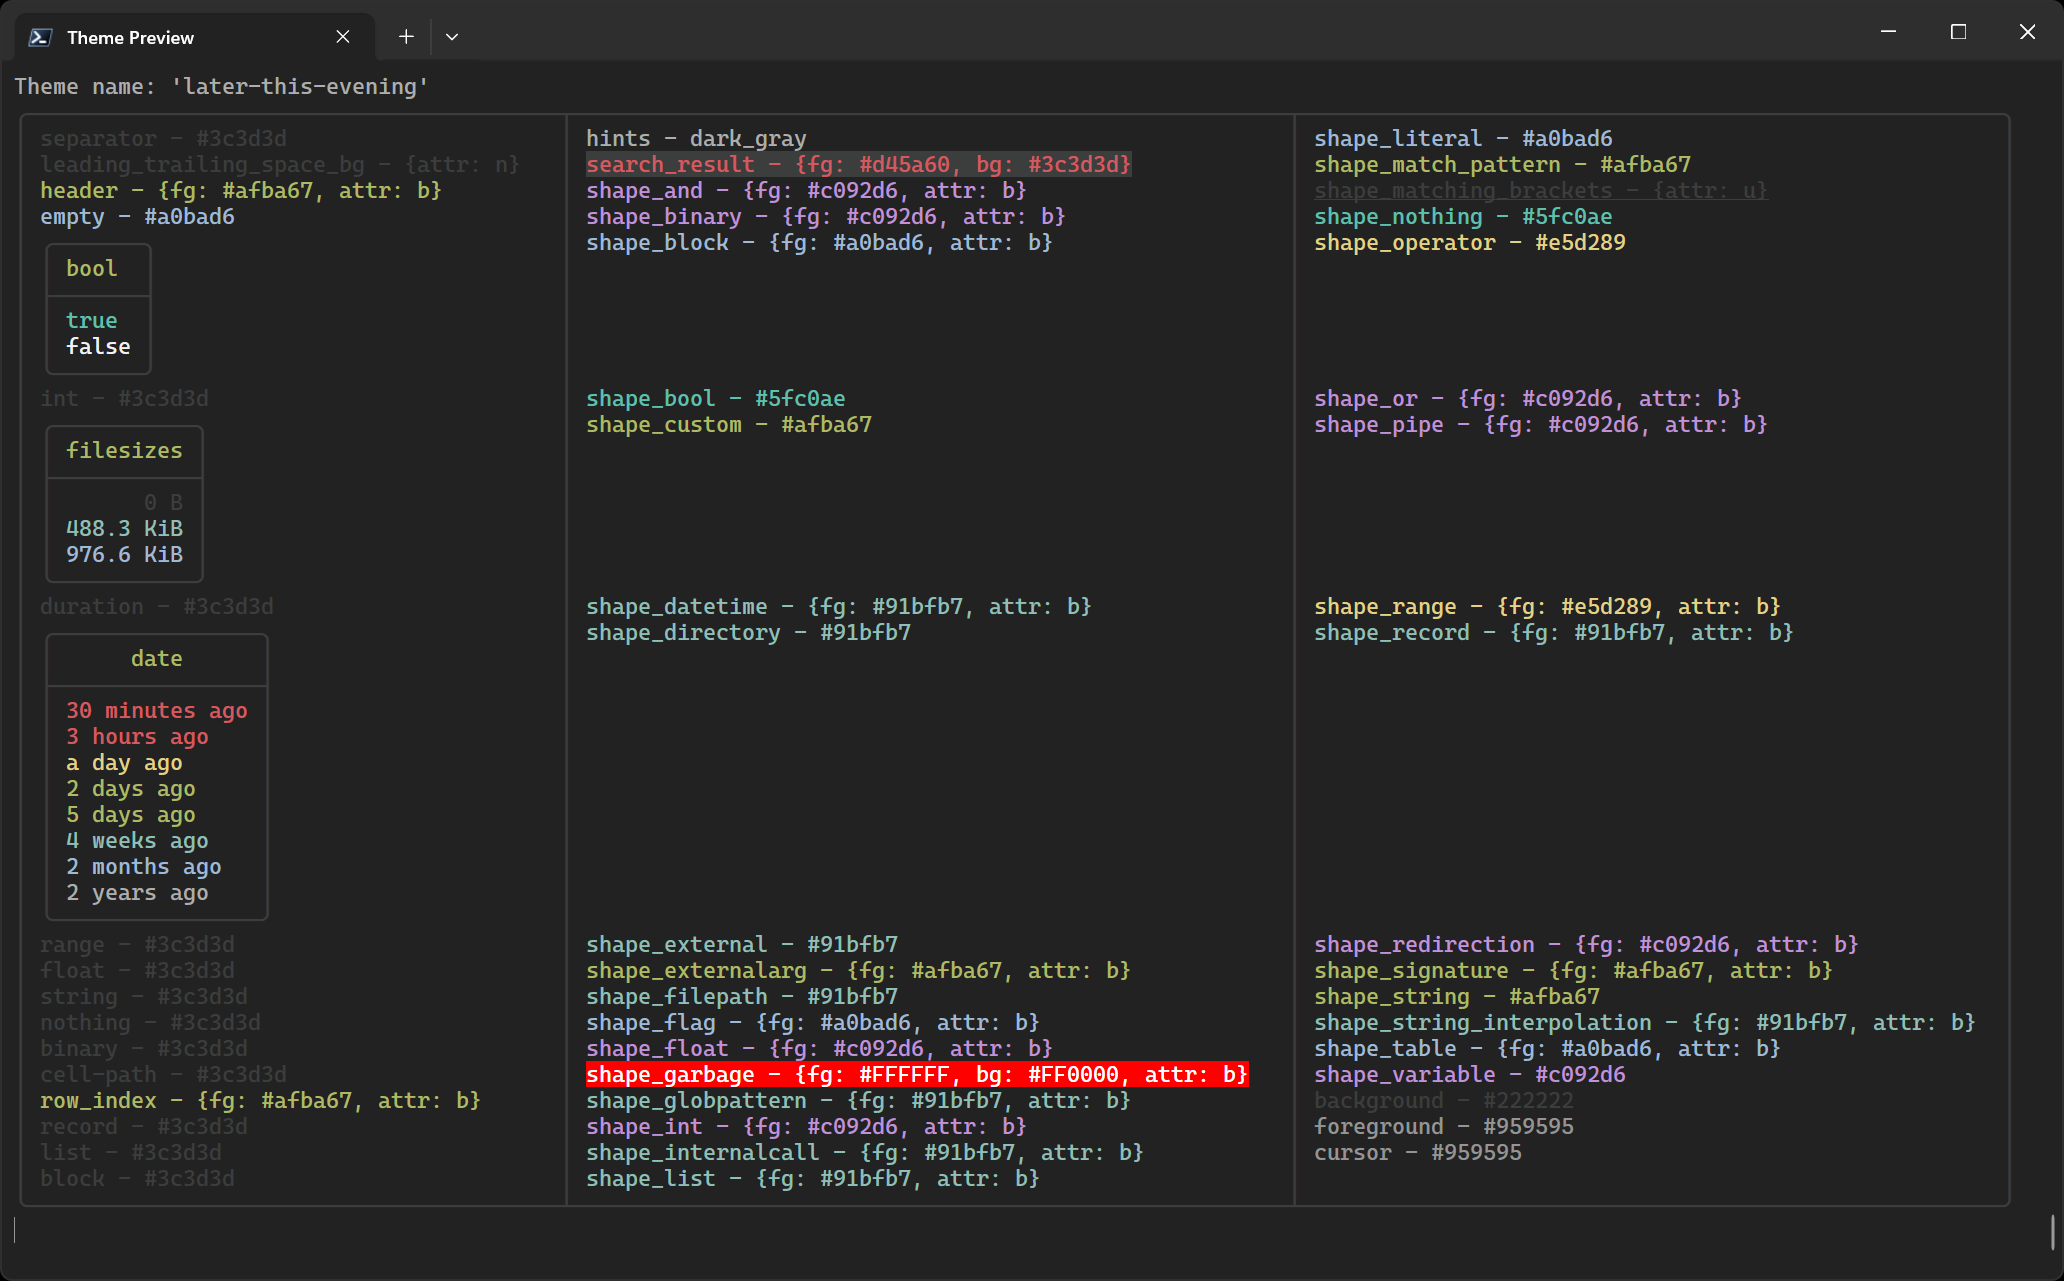 Theme Preview
Theme name: 'later-this-evening'
separator - #3c3d3d
leading_trailing_space_bg - {attr: n}
header - {fg: #afba67, attr: b}
empty - #a0bad6
bool
true
false
int - #3c3d3d
filesizes
0 B
488.3 KiB
976.6 KiB
duration - #3c3d3d
date
30 minutes ago
3 hours ago
a day ago
2 days ago
5 days ago
4 weeks ago
2 months ago
2 years ago
range - #3c3d3d
float - #3c3d3d
string - #3c3d3d
nothing - #3c3d3d
binary - #3c3d3d
cell-path - #3c3d3d
row_index - {fg: #afba67, attr: b}
record - #3c3d3d
list - #3c3d3d
block - #3c3d3d
hints - dark_gray
search_result - {fg: #d45a60, bg: #3c3d3d}
shape_and - {fg: #c092d6, attr: b}
shape_binary - {fg: #c092d6, attr: b}
shape_block - {fg: #a0bad6, attr: b}
shape_bool - #5fc0ae
shape_custom - #afba67
shape_datetime - {fg: #91bfb7, attr: b}
shape_directory - #91bfb7
shape_external - #91bfb7
shape_externalarg - {fg: #afba67, attr: b}
shape_filepath - #91bfb7
shape_flag - {fg: #a0bad6, attr: b}
shape_float - {fg: #c092d6, attr: b}
shape_garbage - {fg: #FFFFFF, bg: #FF0000, attr: b}
shape_globpattern - {fg: #91bfb7, attr: b}
shape_int - {fg: #c092d6, attr: b}
shape_internalcall - {fg: #91bfb7, attr: b}
shape_list - {fg: #91bfb7, attr: b}
shape_literal - #a0bad6
shape_match_pattern - #afba67
shape_matching_brackets - {attr: u}
shape_nothing - #5fc0ae
shape_operator - #e5d289
shape_or - {fg: #c092d6, attr: b}
shape_pipe - {fg: #c092d6, attr: b}
shape_range - {fg: #e5d289, attr: b}
shape_record - {fg: #91bfb7, attr: b}
shape_redirection - {fg: #c092d6, attr: b}
shape_signature - {fg: #afba67, attr: b}
shape_string - #afba67
shape_string_interpolation - {fg: #91bfb7, attr: b}
shape_table - {fg: #a0bad6, attr: b}
shape_variable - #c092d6
background - #222222
foreground - #959595
cursor - #959595